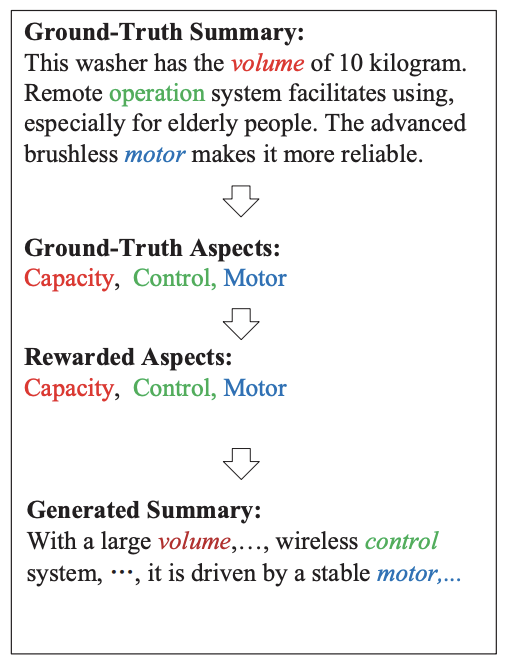 Ground-Truth Summary:
This washer has the volume of 10 kilogram.
Remote operation system facilitates using,
especially for elderly people. The advanced
brushless motor makes it more reliable.
Ground-Truth Aspects:
Capacity, Control, Motor
Rewarded Aspects:
Capacity, Control, Motor
Generated Summary:
With a large volume,…, wireless control
system, …, it is driven by a stable motor,...